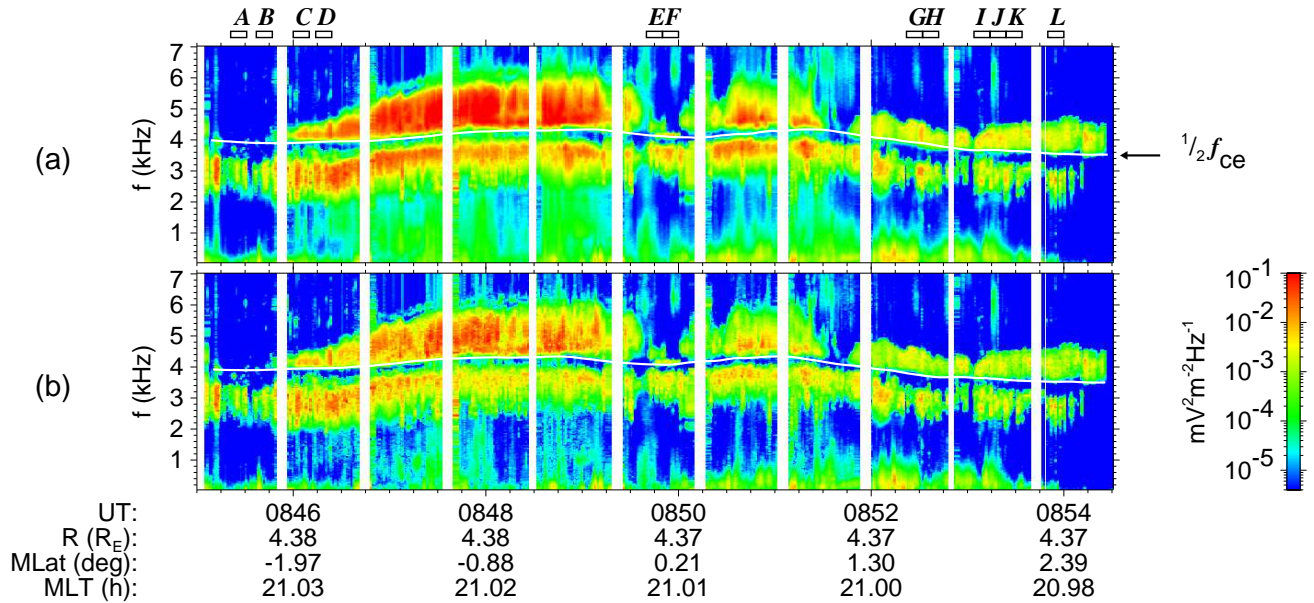 A B C D E F G H I J K L
7
6
5
4
3
2
1
f (kHz)
(a)
1/2 fce
7
6
5
4
3
2
1
f (kHz)
(b)
10-1
10-2
10-3
10-4
10-5
mV2m-2Hz-1
UT: 0846 0848 0850 0852 0854
R (RE): 4.38 4.38 4.37 4.37 4.37
MLat (deg): -1.97 -0.88 0.21 1.30 2.39
MLT (h): 21.03 21.02 21.01 21.00 20.98